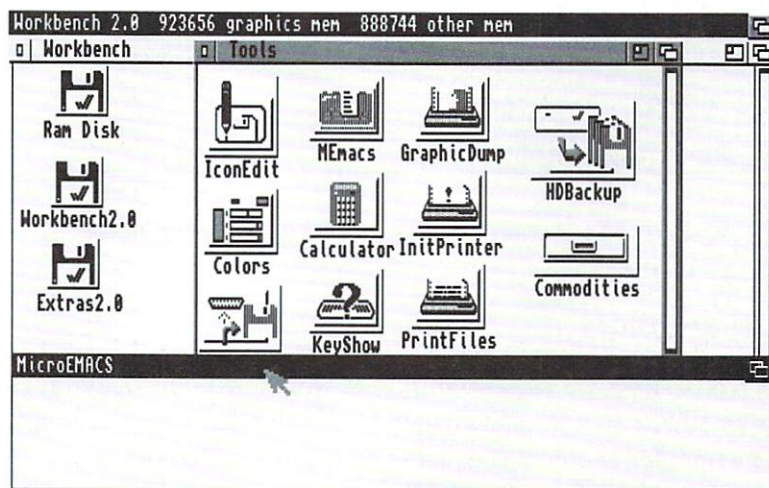 Workbench 2.0  923656 graphics mem  888744 other mem
Workbench
Tools
Ram Disk
IconEdit
MEmacs
GraphicDump
HDBackup
Workbench2.0
Colors
Calculator
InitPrinter
Commodities
Extras2.0
KeyShow
PrintFiles
MicroEMACS